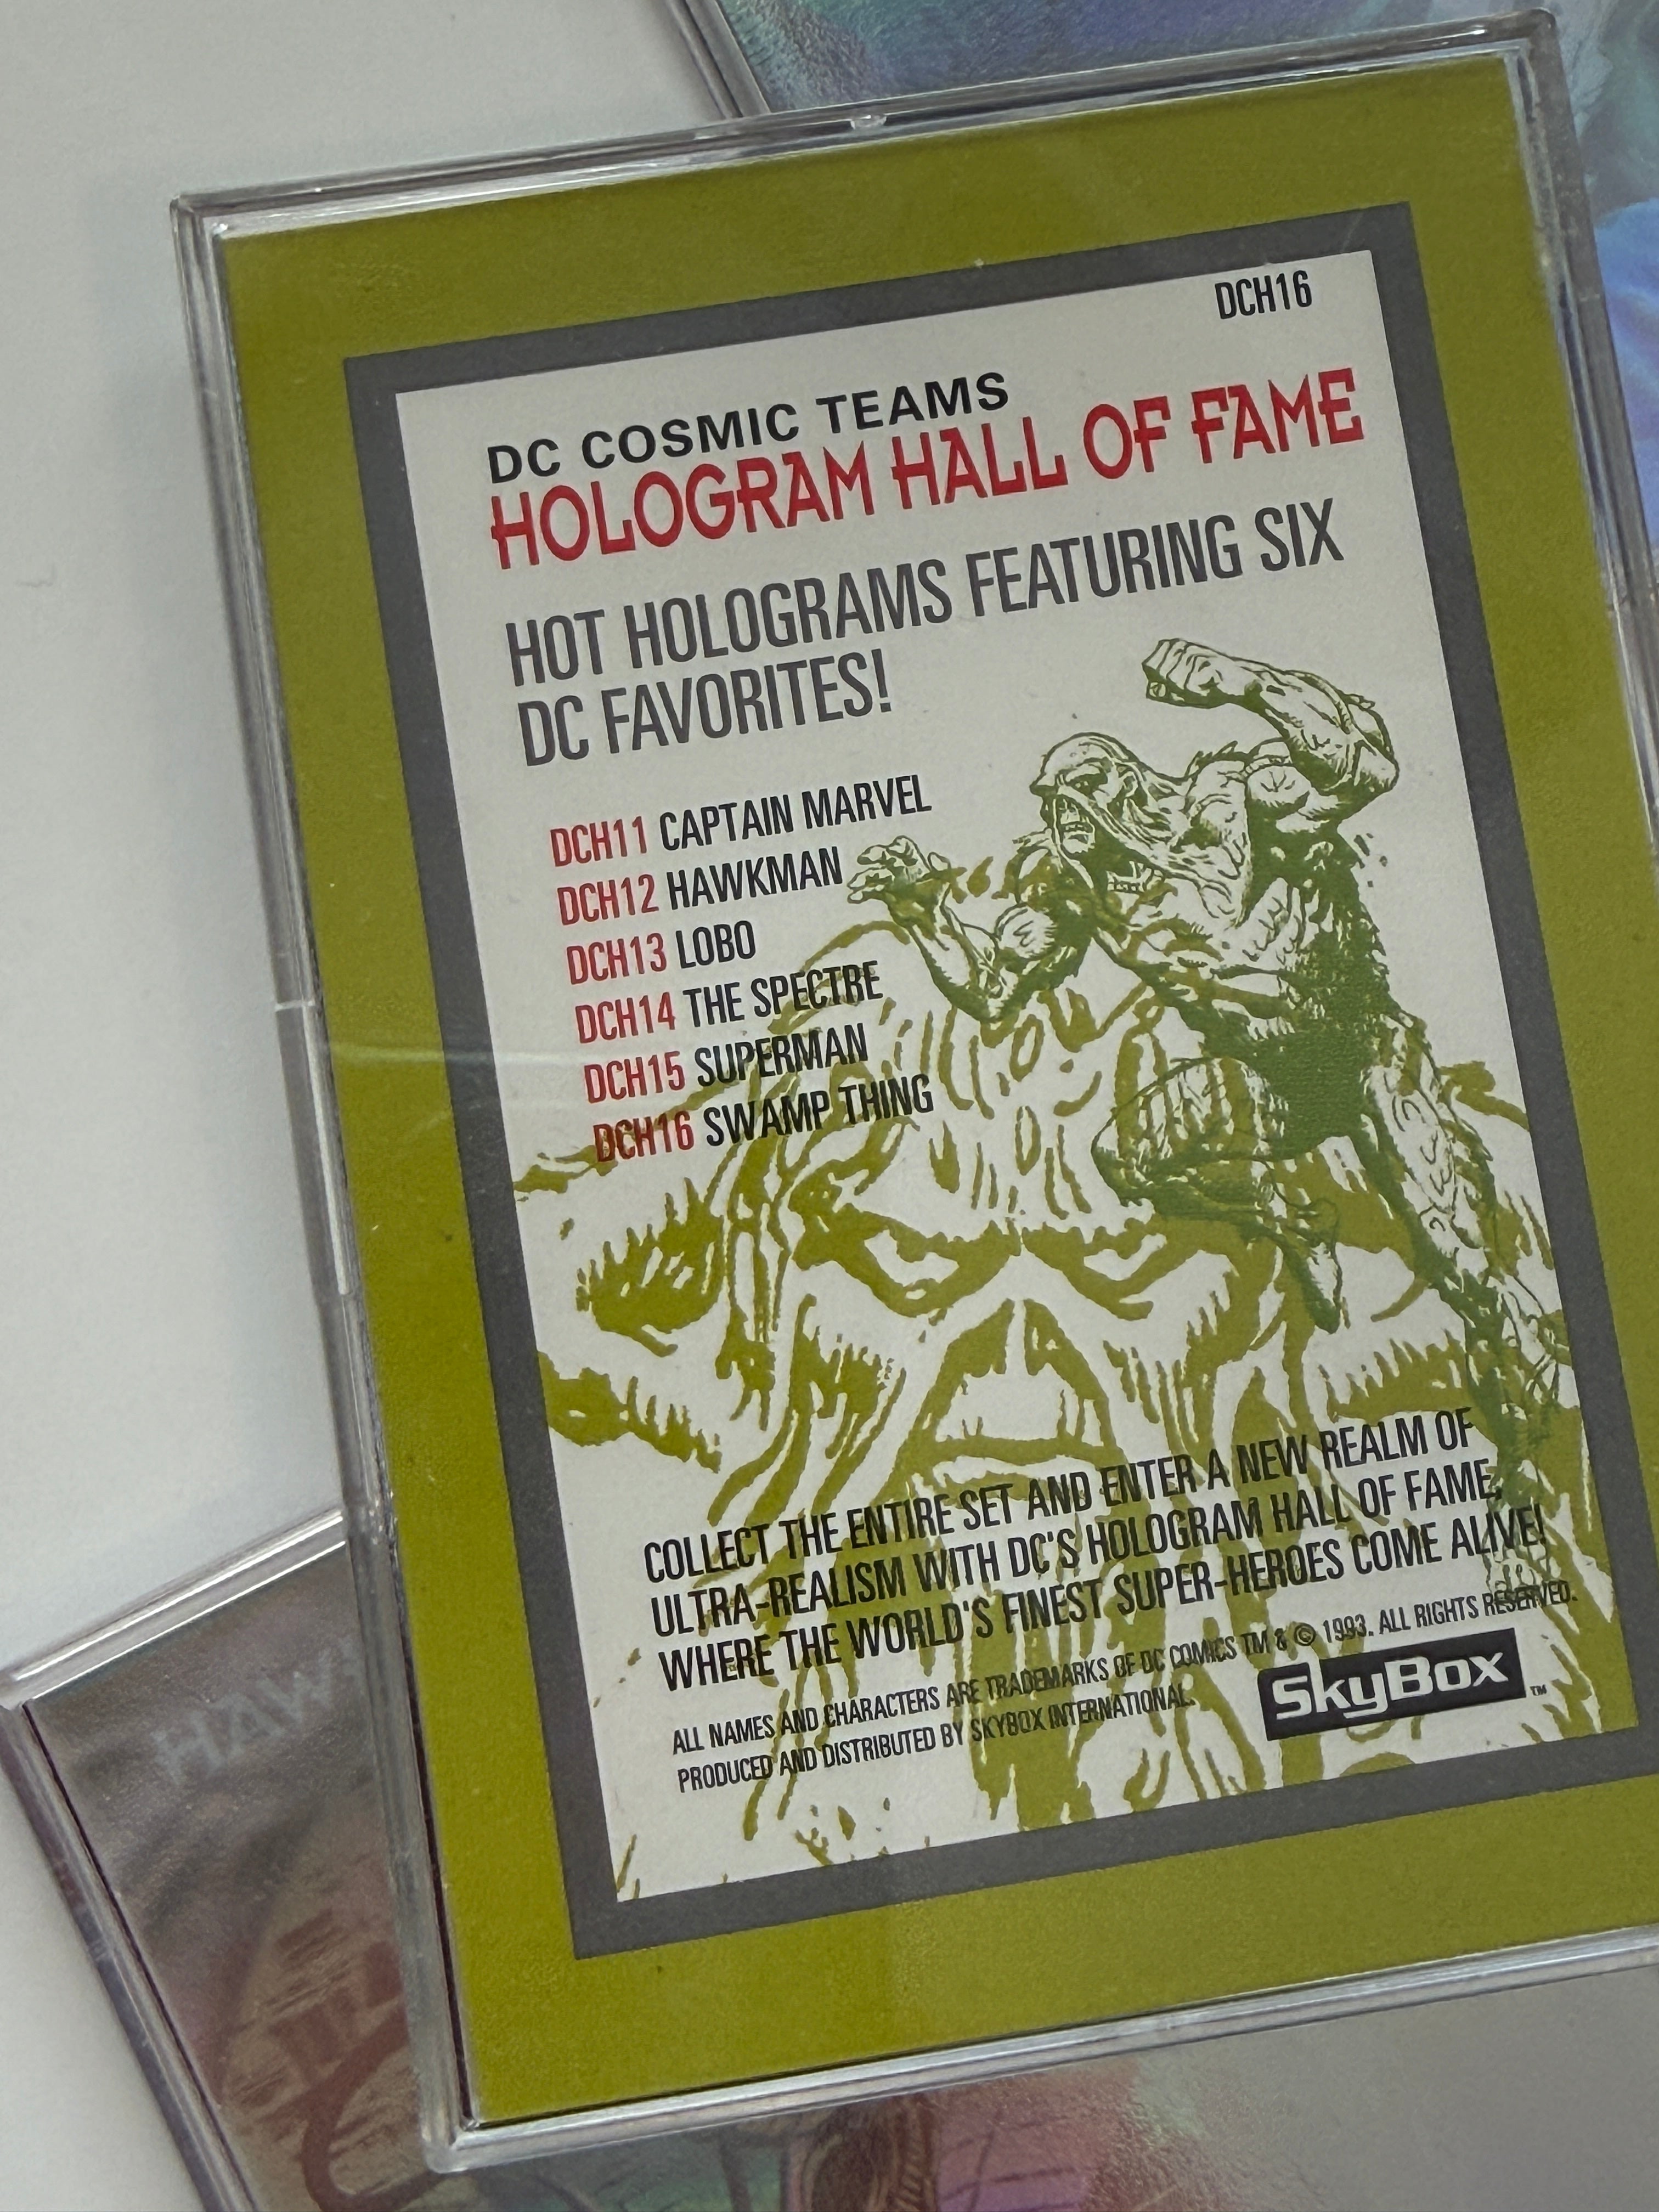 DCH16
DC COSMIC TEAMS
HOLOGRAM HALL OF FAME
HOT HOLOGRAMS FEATURING SIX
DC FAVORITES!
DCH11 CAPTAIN MARVEL
DCH12 HAWKMAN
DCH13 LOBO
DCH14 THE SPECTRE
DCH15 SUPERMAN
DCH16 SWAMP THING
COLLECT THE ENTIRE SET AND ENTER A NEW REALM OF
ULTRA-REALISM WITH DC'S HOLOGRAM HALL OF FAME,
WHERE THE WORLD'S FINEST SUPER-HEROES COME ALIVE!
ALL NAMES AND CHARACTERS ARE TRADEMARKS OF DC COMICS TM & © 1993. ALL RIGHTS RESERVED.
PRODUCED AND DISTRIBUTED BY SKYBOX INTERNATIONAL.
SkyBox™
HAW